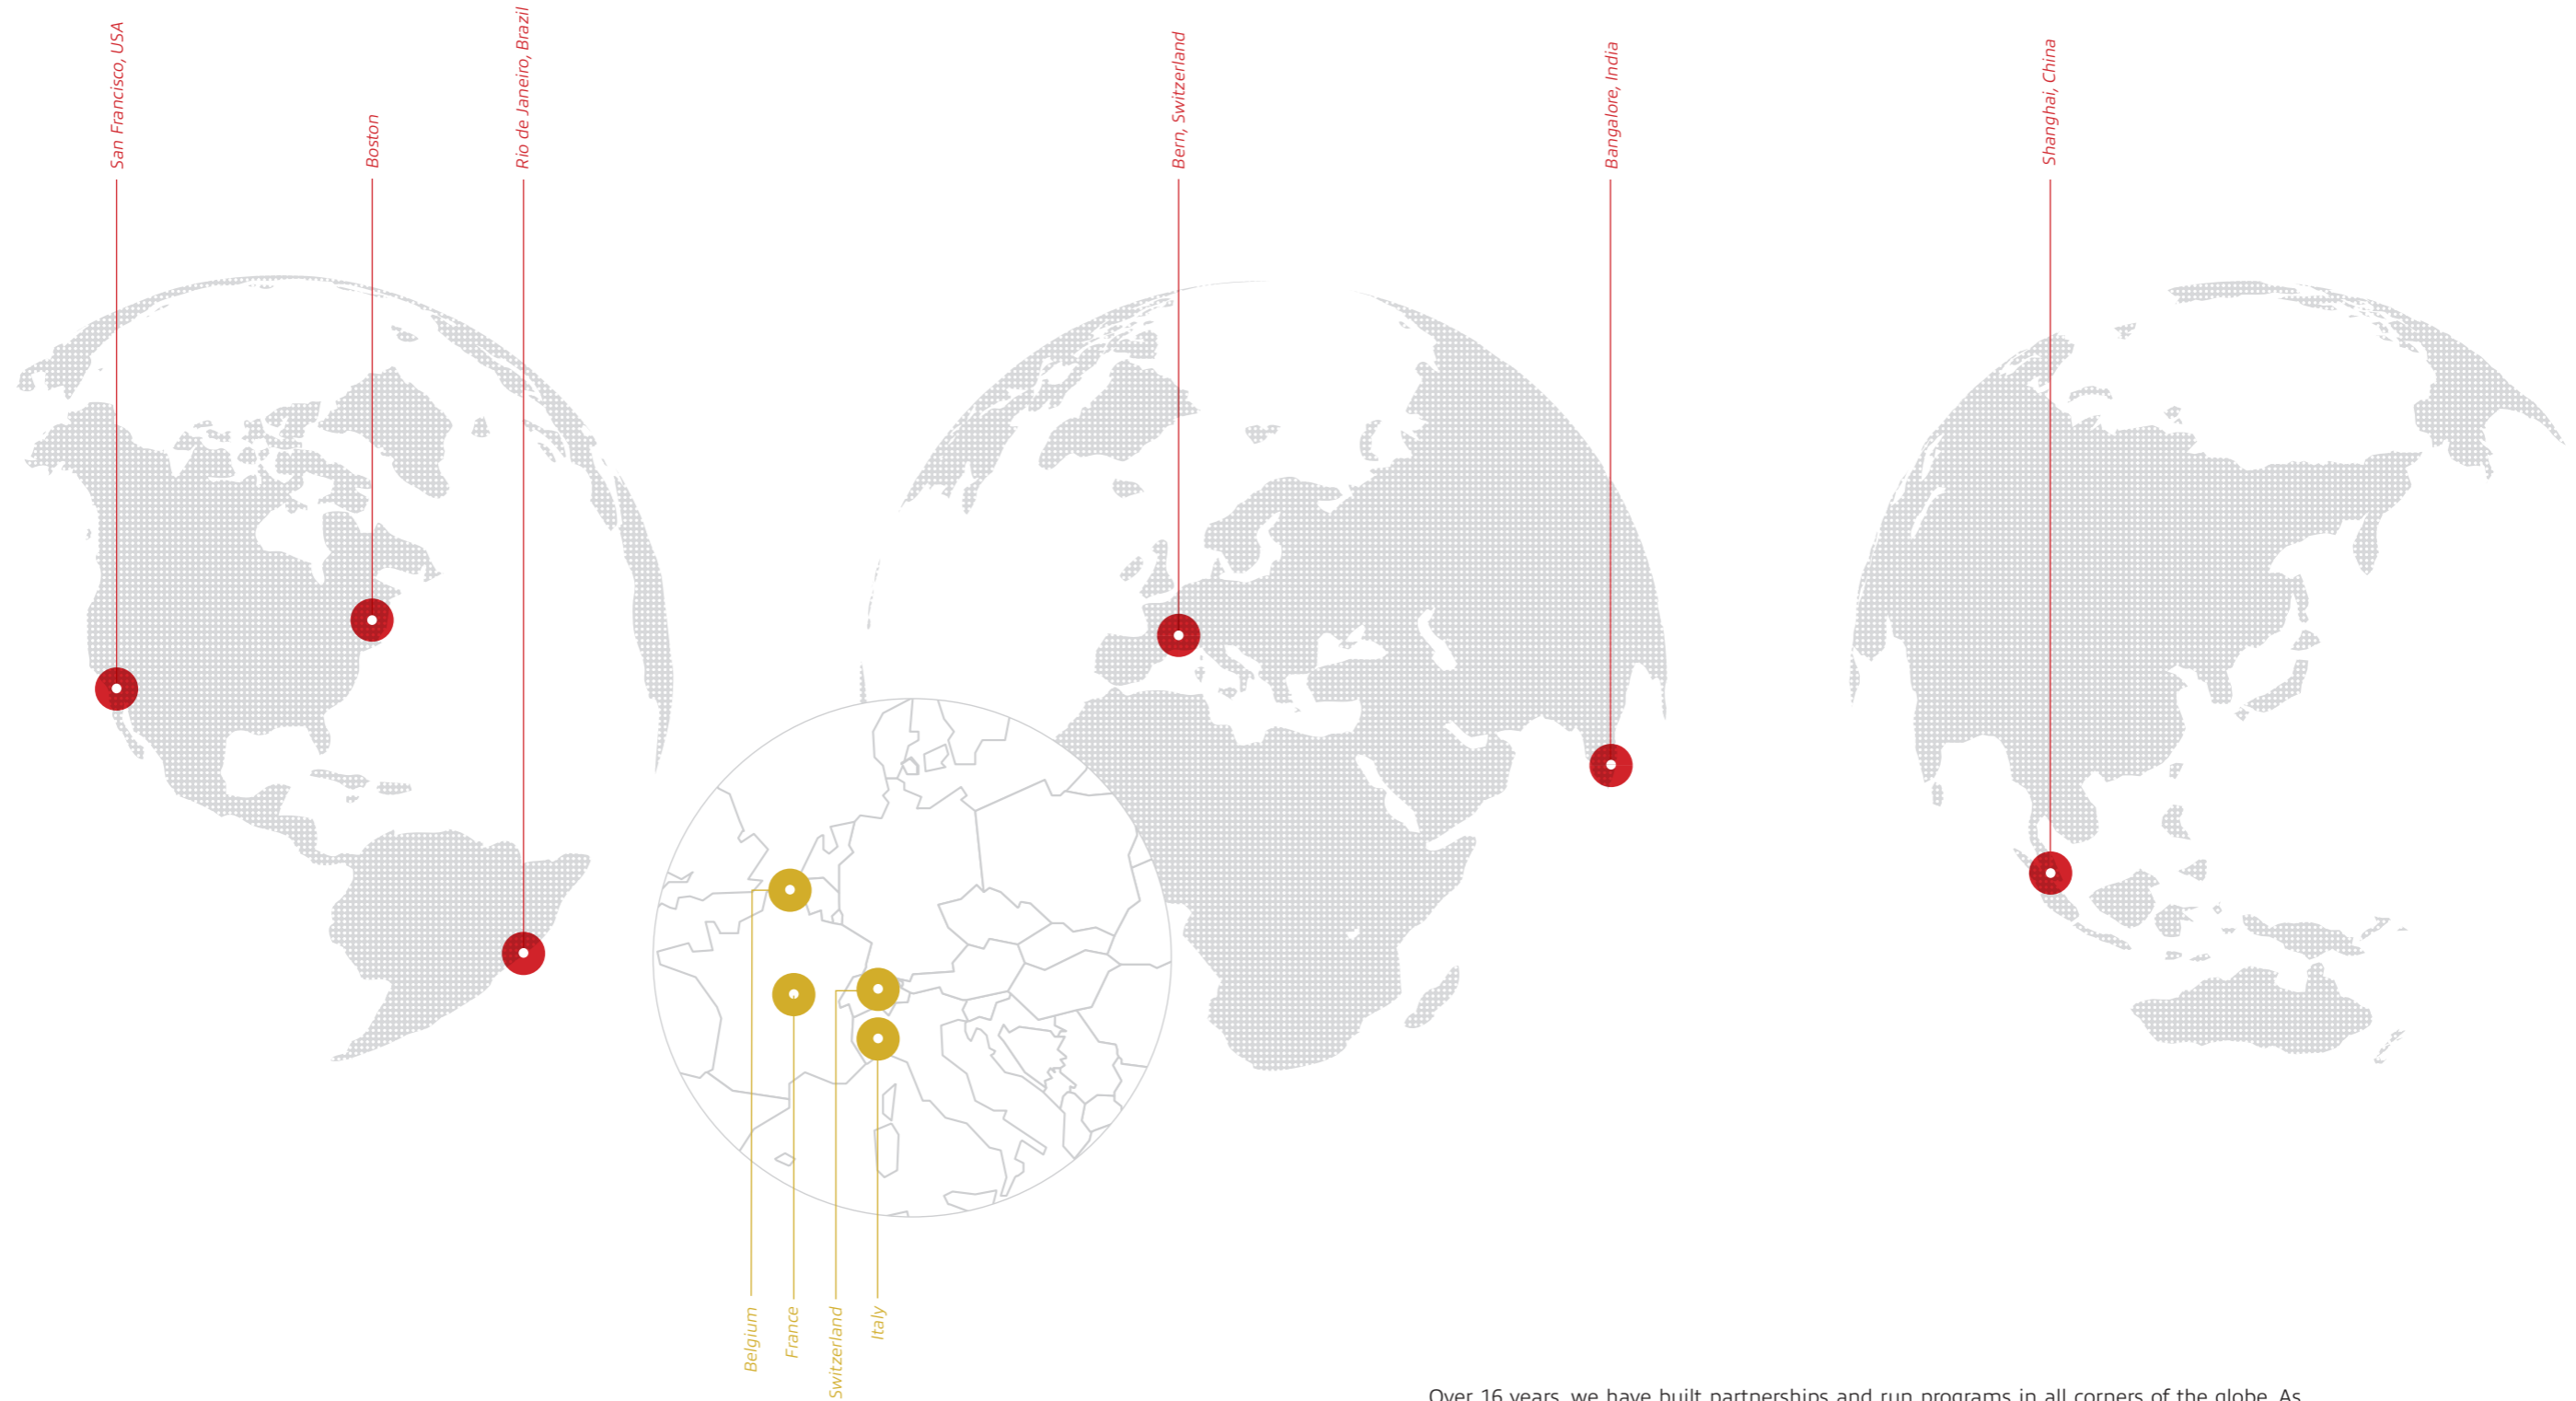 San Francisco, USA
Boston
Rio de Janeiro, Brazil
Bern, Switzerland
Bangalore, India
Shanghai, China
Belgium
France
Switzerland
Italy
Over 16 years, we have built partnerships and run programs in all corners of the globe. As